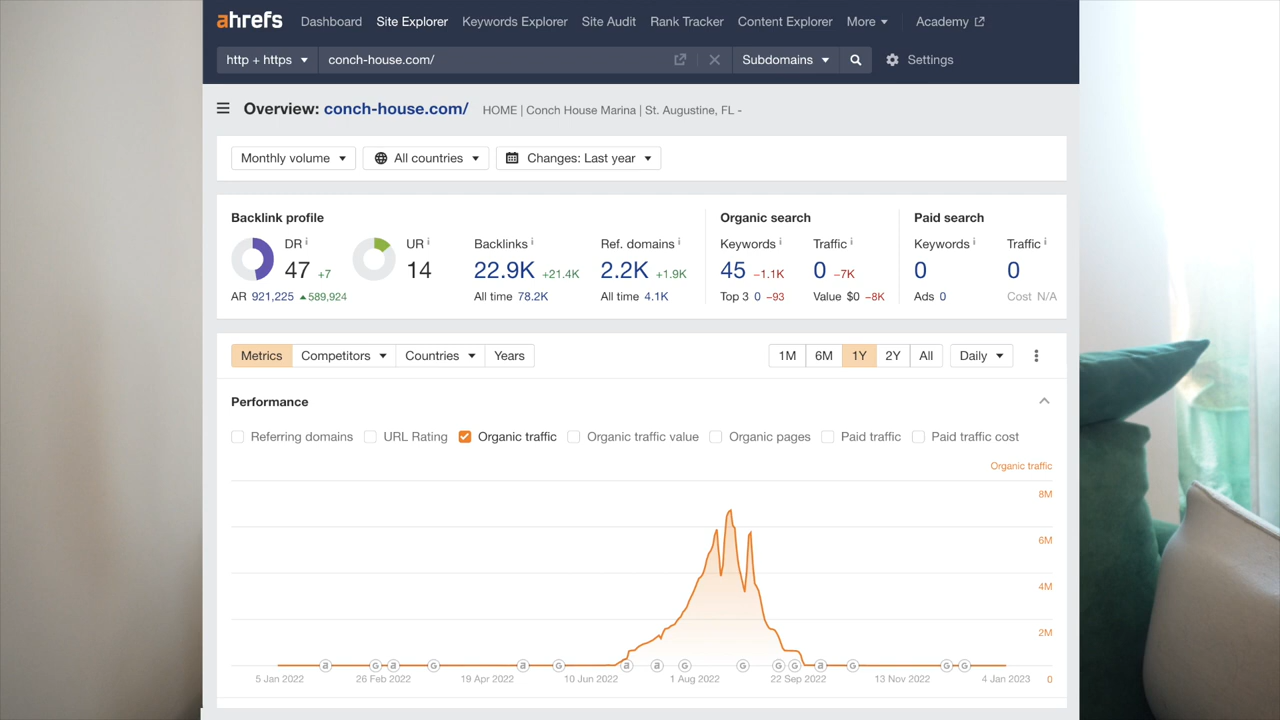 ahrefs Dashboard Site Explorer Keywords Explorer Site Audit Rank Tracker Content Explorer More Academy
http + https conch-house.com/ Subdomains Settings
Overview: conch-house.com/ HOME | Conch House Marina | St. Augustine, FL -
Monthly volume All countries Changes: Last year
Backlink profile Organic search Paid search
DR i UR i Backlinks i Ref. domains i Keywords i Traffic i Keywords i Traffic i
47 +7 14 22.9K +21.4K 2.2K +1.9K 45 −1.1K 0 −7K 0 0
AR 921,225 ▲589,924 All time 78.2K All time 4.1K Top 3 0 −93 Value $0 −8K Ads 0 Cost N/A
Metrics Competitors Countries Years 1M 6M 1Y 2Y All Daily
Performance
Referring domains URL Rating Organic traffic Organic traffic value Organic pages Paid traffic Paid traffic cost
Organic traffic
8M
6M
4M
2M
a G a G a G a a G G G G a G G G
5 Jan 2022 26 Feb 2022 19 Apr 2022 10 Jun 2022 1 Aug 2022 22 Sep 2022 13 Nov 2022 4 Jan 2023 0